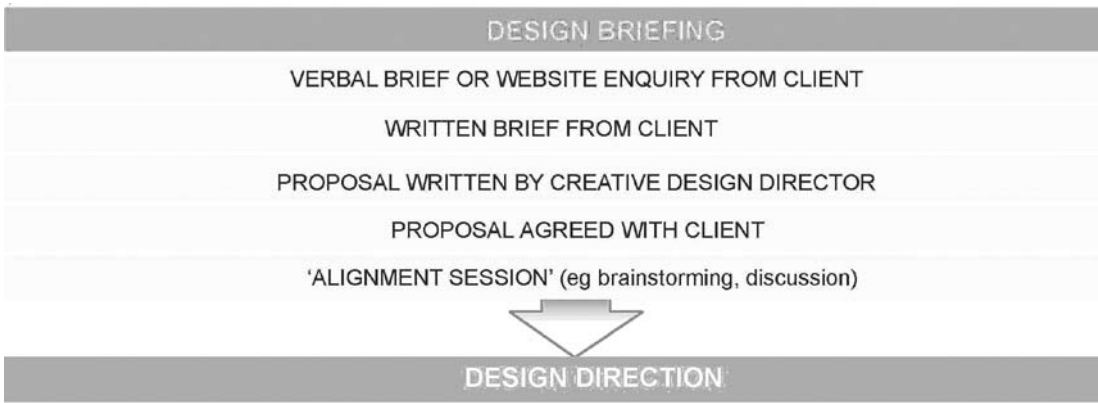 DESIGN BRIEFING
VERBAL BRIEF OR WEBSITE ENQUIRY FROM CLIENT
WRITTEN BRIEF FROM CLIENT
PROPOSAL WRITTEN BY CREATIVE DESIGN DIRECTOR
PROPOSAL AGREED WITH CLIENT
‘ALIGNMENT SESSION’ (eg brainstorming, discussion)
DESIGN DIRECTION